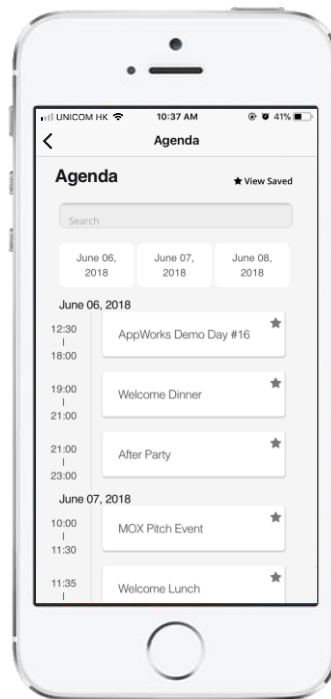 UNICOM HK 10:37 AM 41%
Agenda
Agenda
View Saved
Search
June 06,
2018
June 07,
2018
June 08,
2018
June 06, 2018
12:30
|
18:00
AppWorks Demo Day #16
19:00
|
21:00
Welcome Dinner
21:00
|
23:00
After Party
June 07, 2018
10:00
|
11:30
MOX Pitch Event
11:35
|
Welcome Lunch